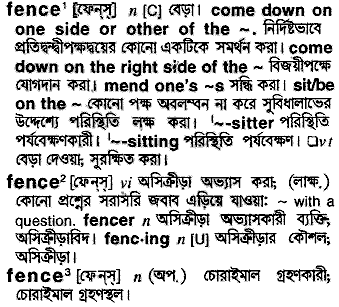 fence¹ [ফেন্‌স্] n [C] বেড়া। come down on
one side or other of the ~. নির্দিষ্টভাবে
প্রতিদ্বন্দ্বীপক্ষদ্বয়ের কোনো একটিকে সমর্থন করা। come
down on the right side of the ~ বিজয়ীপক্ষে
যোগদান করা। mend one's ~s সন্ধি করা। sit/be
on the ~ কোনো পক্ষ অবলম্বন না করে সুবিধালাভের
উদ্দেশ্যে পরিস্থিতি লক্ষ করা। '~-sitter পরিস্থিতি
পর্যবেক্ষণকারী। '~-sitting পরিস্থিতি পর্যবেক্ষণ। □vt
বেড়া দেওয়া; সুরক্ষিত করা।
fence² [ফেন্‌স্] vi অসিক্রীড়া অভ্যাস করা; (লাক্ষ.)
কোনো প্রশ্নের সরাসরি জবাব এড়িয়ে যাওয়া: ~ with a
question. fencer n অসিক্রীড়া অভ্যাসকারী ব্যক্তি,
অসিক্রীড়াবিদ। fenc·ing n [U] অসিক্রীড়ার কৌশল;
অসিক্রীড়া।
fence³ [ফেন্‌স্] n (অপ.) চোরাইমাল গ্রহণকারী;
চোরাইমাল গ্রহণস্থল।